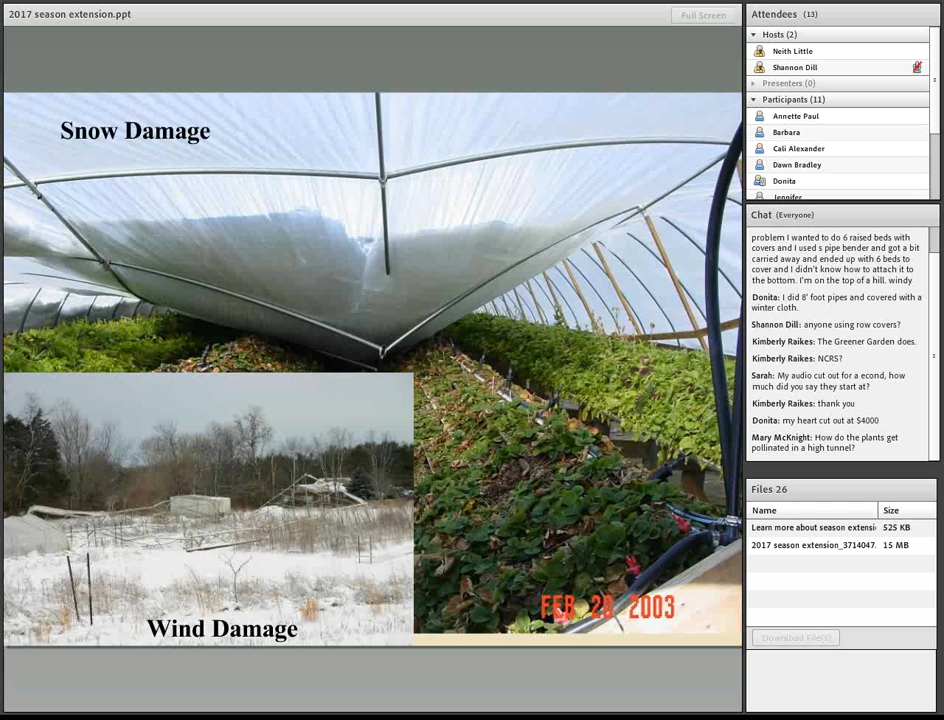 2017 season extension.ppt
Full Screen
Snow Damage
Wind Damage
FEB 20 2003
Attendees (13)
Hosts (2)
Neith Little
Shannon Dill
Presenters (0)
Participants (11)
Annette Paul
Barbara
Cali Alexander
Dawn Bradley
Donita
Jennifer
Chat (Everyone)
problem I wanted to do 6 raised beds with
covers and I used s pipe bender and got a bit
carried away and ended up with 6 beds to
cover and I didn't know how to attach it to
the bottom. I'm on the top of a hill. windy
Donita: I did 8' foot pipes and covered with a
winter cloth.
Shannon Dill: anyone using row covers?
Kimberly Raikes: The Greener Garden does.
Kimberly Raikes: NCRS?
Sarah: My audio cut out for a econd, how
much did you say they start at?
Kimberly Raikes: thank you
Donita: my heart cut out at $4000
Mary McKnight: How do the plants get
pollinated in a high tunnel?
Files 26
Name Size
Learn more about season extensi 525 KB
2017 season extension_3714047. 15 MB
Download File(s)